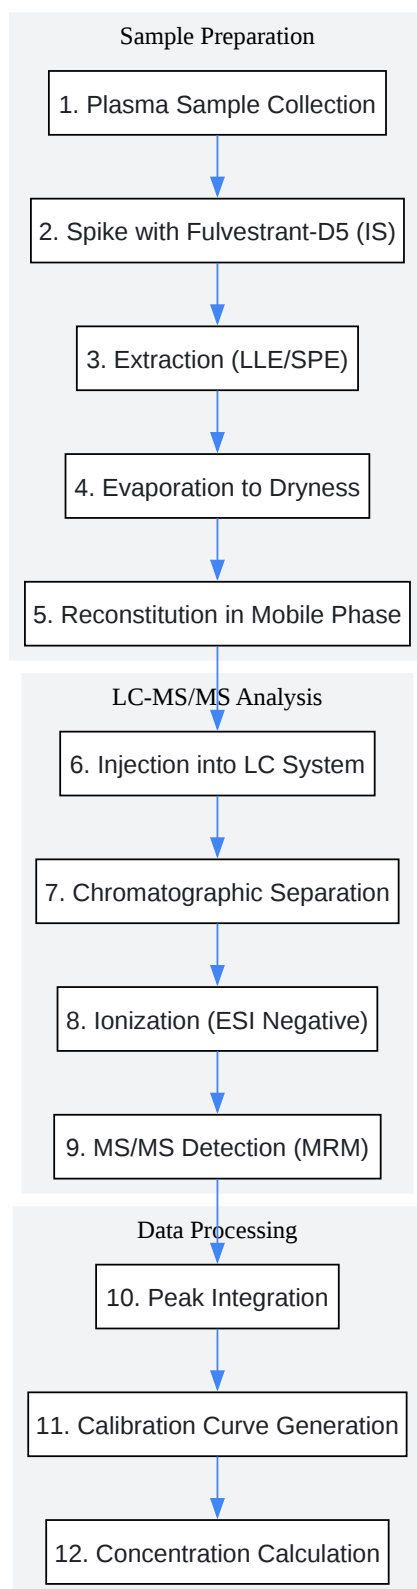 Sample Preparation
1. Plasma Sample Collection
2. Spike with Fulvestrant-D5 (IS)
3. Extraction (LLE/SPE)
4. Evaporation to Dryness
5. Reconstitution in Mobile Phase
LC-MS/MS Analysis
6. Injection into LC System
7. Chromatographic Separation
8. Ionization (ESI Negative)
9. MS/MS Detection (MRM)
Data Processing
10. Peak Integration
11. Calibration Curve Generation
12. Concentration Calculation